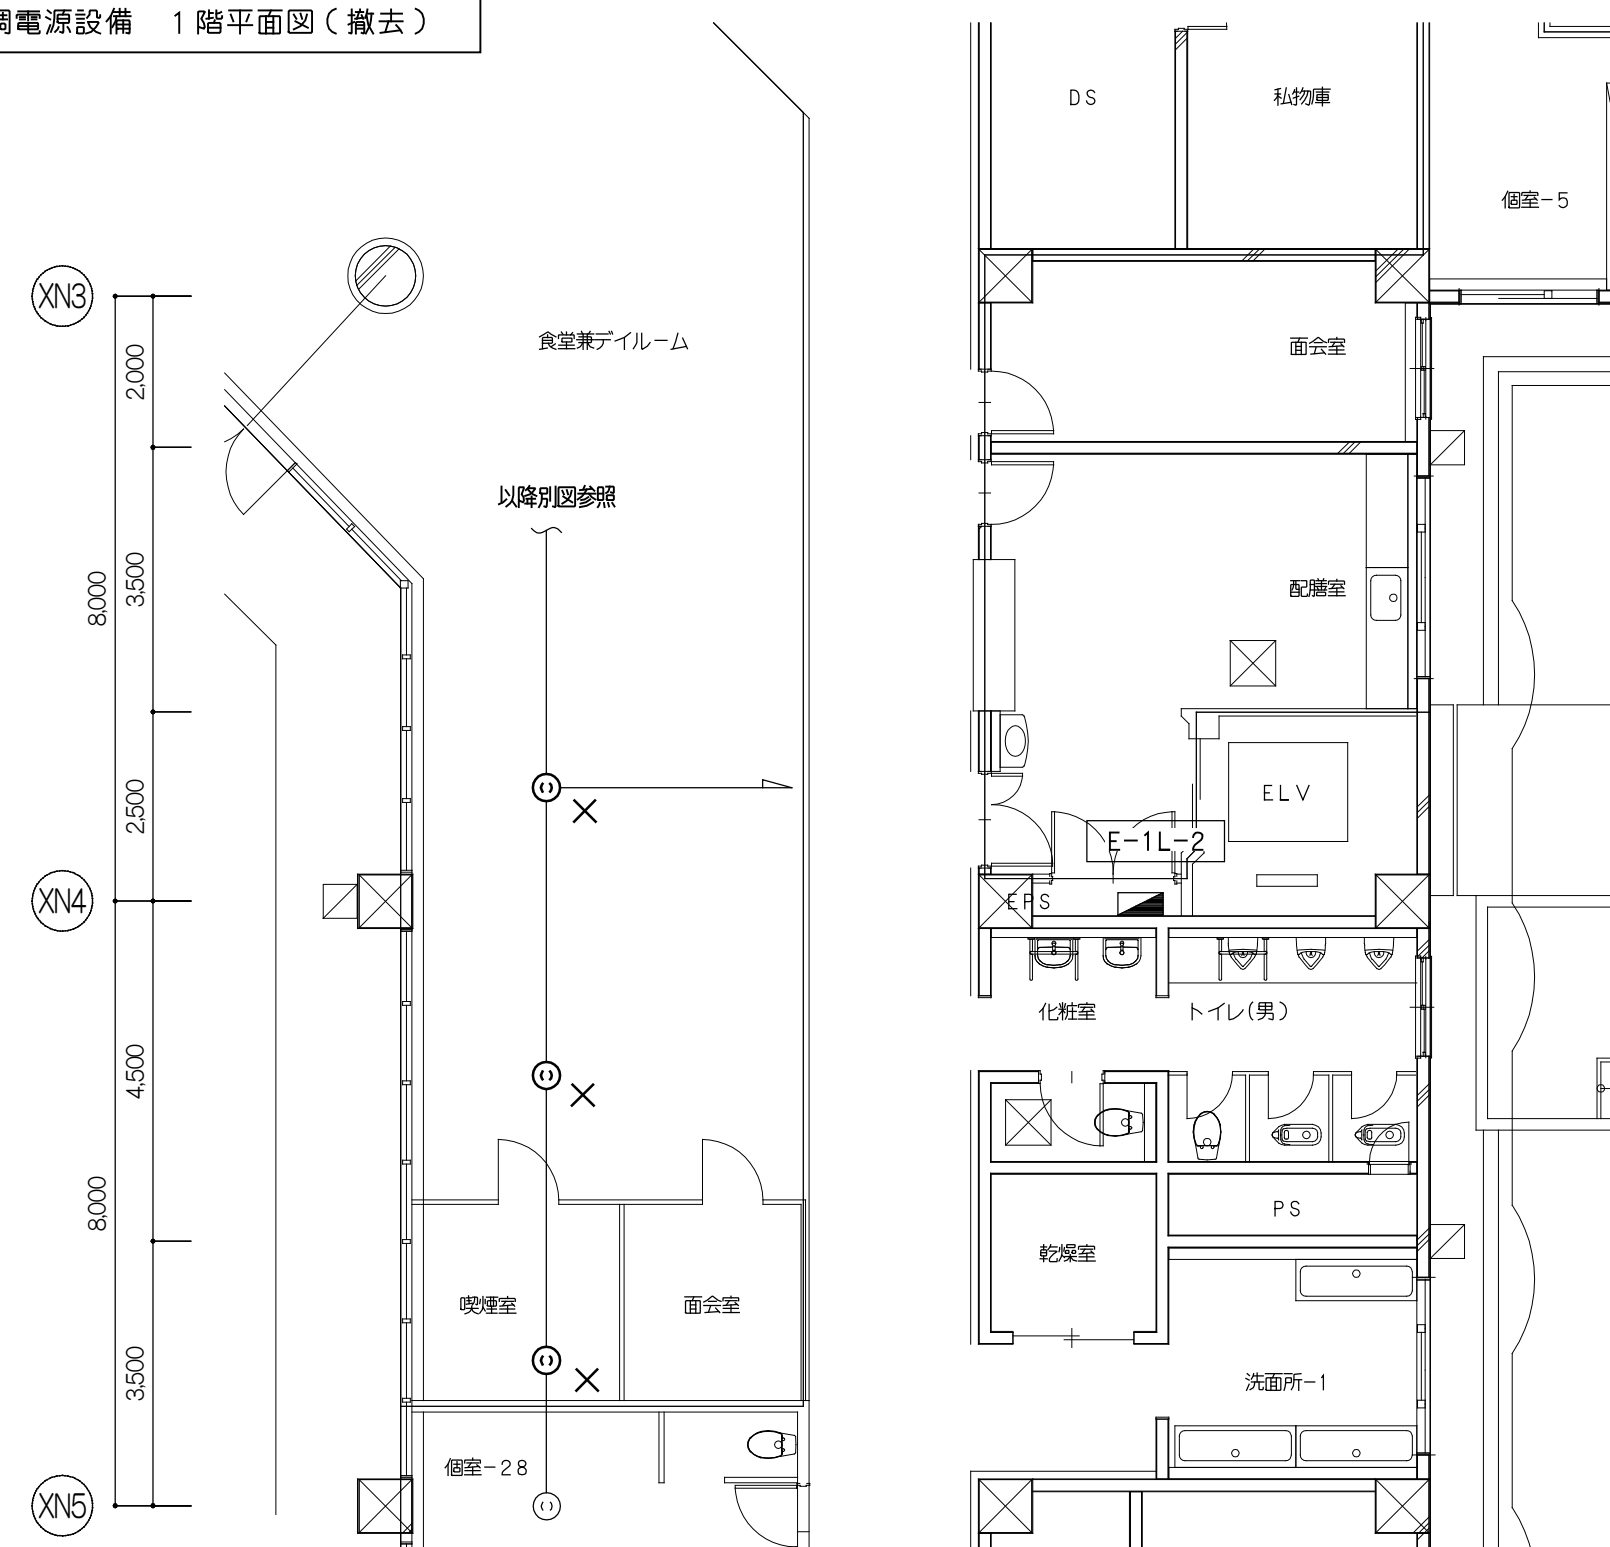 調電源設備　１階平面図（撤去）
DS
私物庫
個室-5
XN3
食堂兼デイルーム
面会室
2,000
以降別図参照
3,500
8,000
配膳室
2,500
ELV
E-1L-2
XN4
EPS
化粧室
トイレ(男)
4,500
8,000
PS
乾燥室
喫煙室
面会室
3,500
洗面所-1
個室-28
XN5